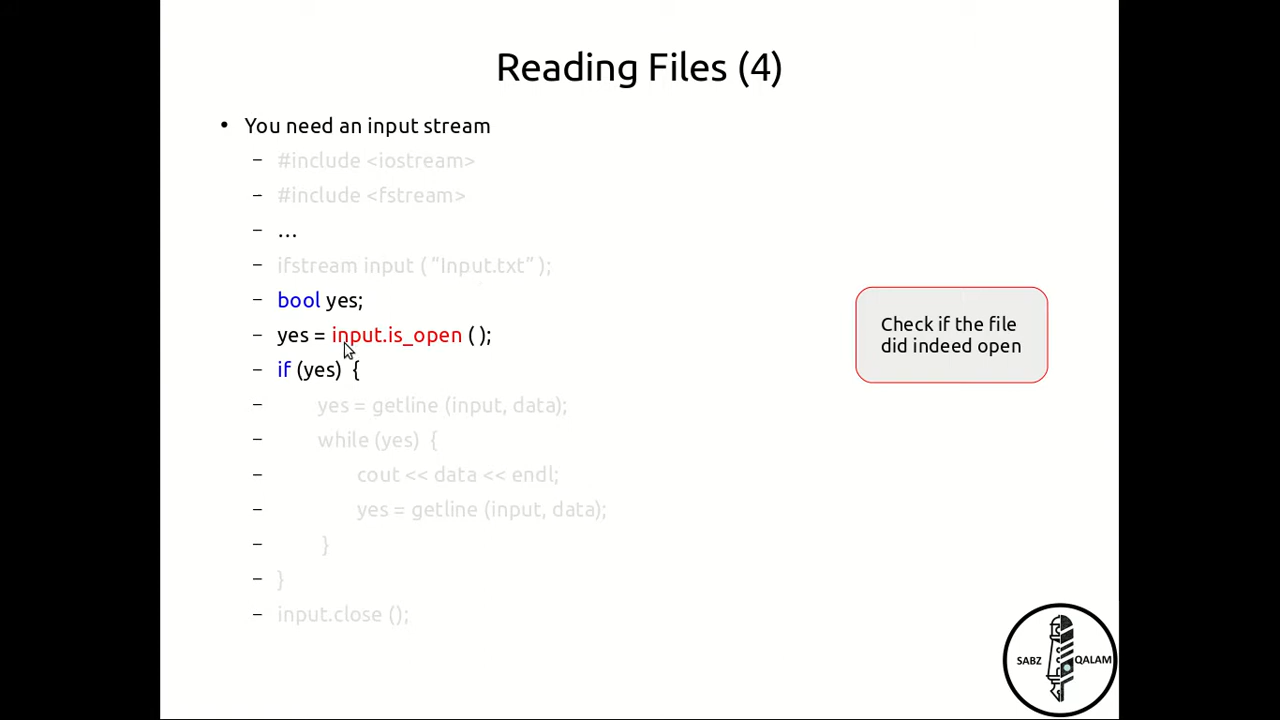 Reading Files (4)
• You need an input stream
– #include <iostream>
– #include <fstream>
– …
– ifstream input ( “Input.txt” );
– bool yes;
– yes = input.is_open ( );
– if (yes) {
– yes = getline (input, data);
– while (yes) {
– cout << data << endl;
– yes = getline (input, data);
– }
– }
– input.close ();
Check if the file
did indeed open
SABZ QALAM